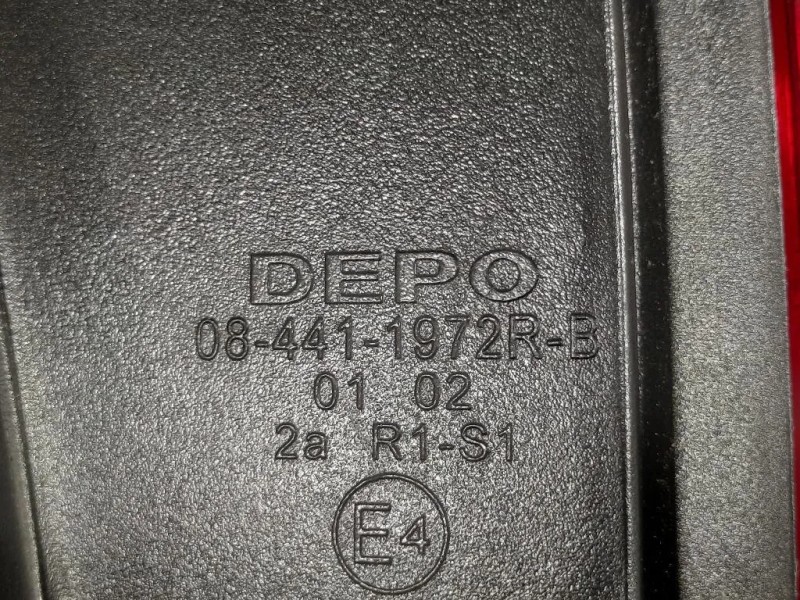 DEPO
08-441-1972R-B
01 02
2a R1-S1
E4